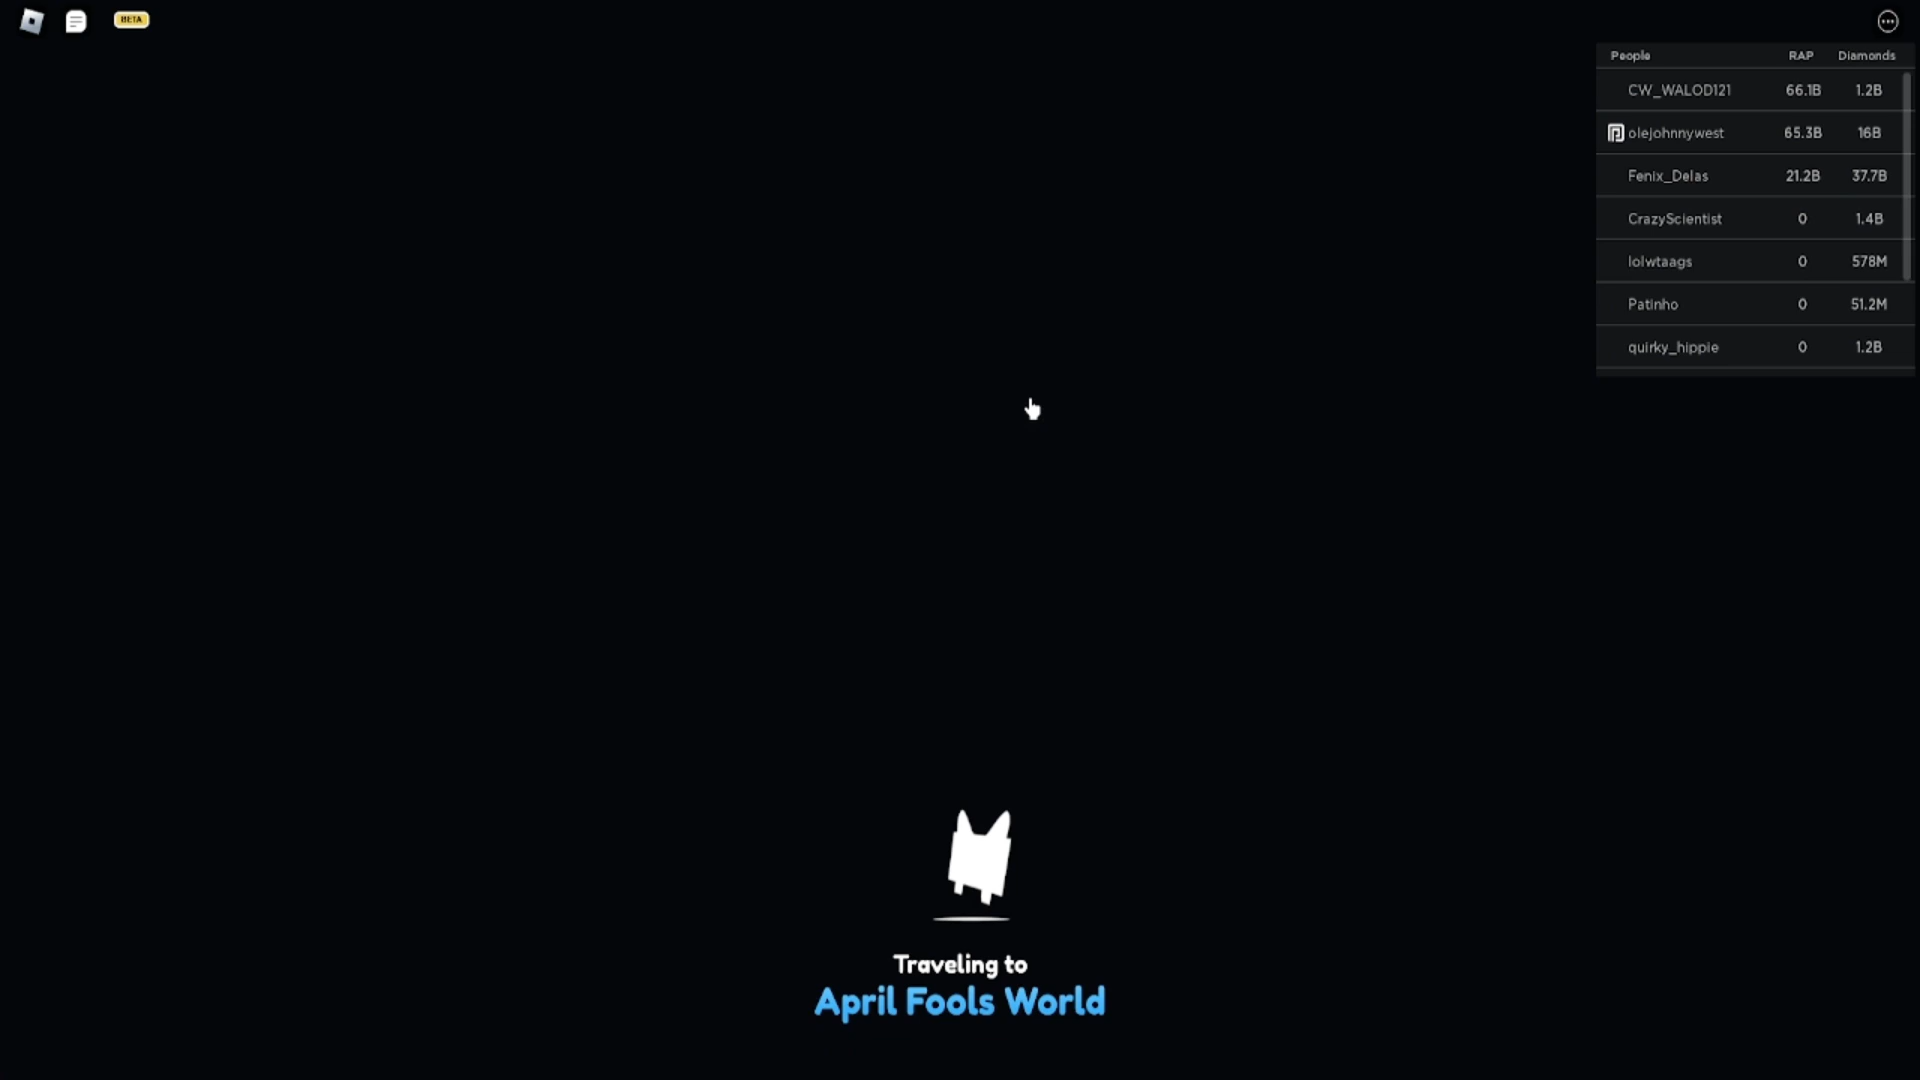 BETA
People RAP Diamonds
CW_WALOD121 66.1B 1.2B
olejohnnywest 65.3B 16B
Fenix_Delas 21.2B 37.7B
CrazyScientist 0 1.4B
lolwtaags 0 578M
Patinho 0 51.2M
quirky_hippie 0 1.2B
Traveling to
April Fools World